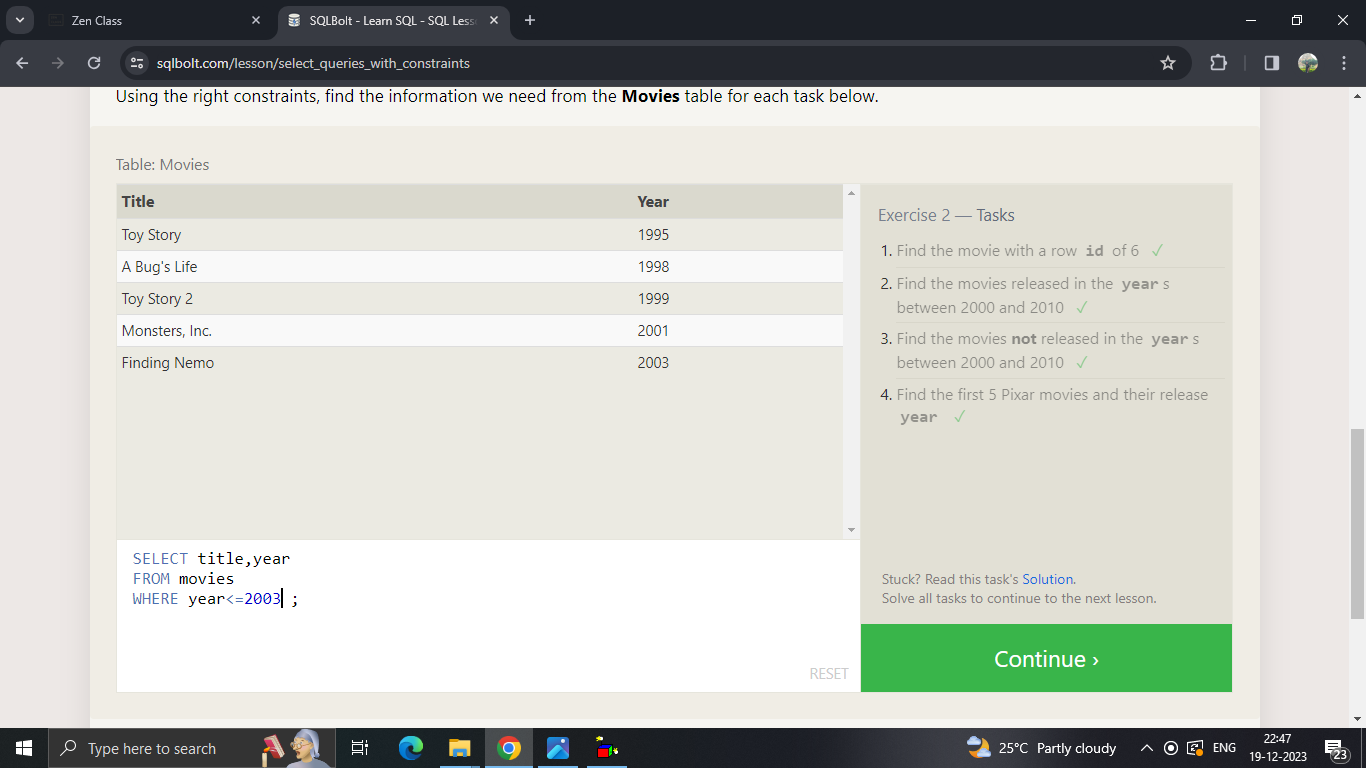 Zen Class
SQLBolt - Learn SQL - SQL Less
sqlbolt.com/lesson/select_queries_with_constraints
Using the right constraints, find the information we need from the Movies table for each task below.
Table: Movies
Title Year
Toy Story 1995
A Bug's Life 1998
Toy Story 2 1999
Monsters, Inc. 2001
Finding Nemo 2003
SELECT title,year
FROM movies
WHERE year<=2003 ;
RESET
Exercise 2 — Tasks
1. Find the movie with a row id of 6 ✓
2. Find the movies released in the year s
between 2000 and 2010 ✓
3. Find the movies not released in the year s
between 2000 and 2010 ✓
4. Find the first 5 Pixar movies and their release
year ✓
Stuck? Read this task's Solution.
Solve all tasks to continue to the next lesson.
Continue ›
Type here to search
25°C Partly cloudy
ENG
22:47
19-12-2023
23